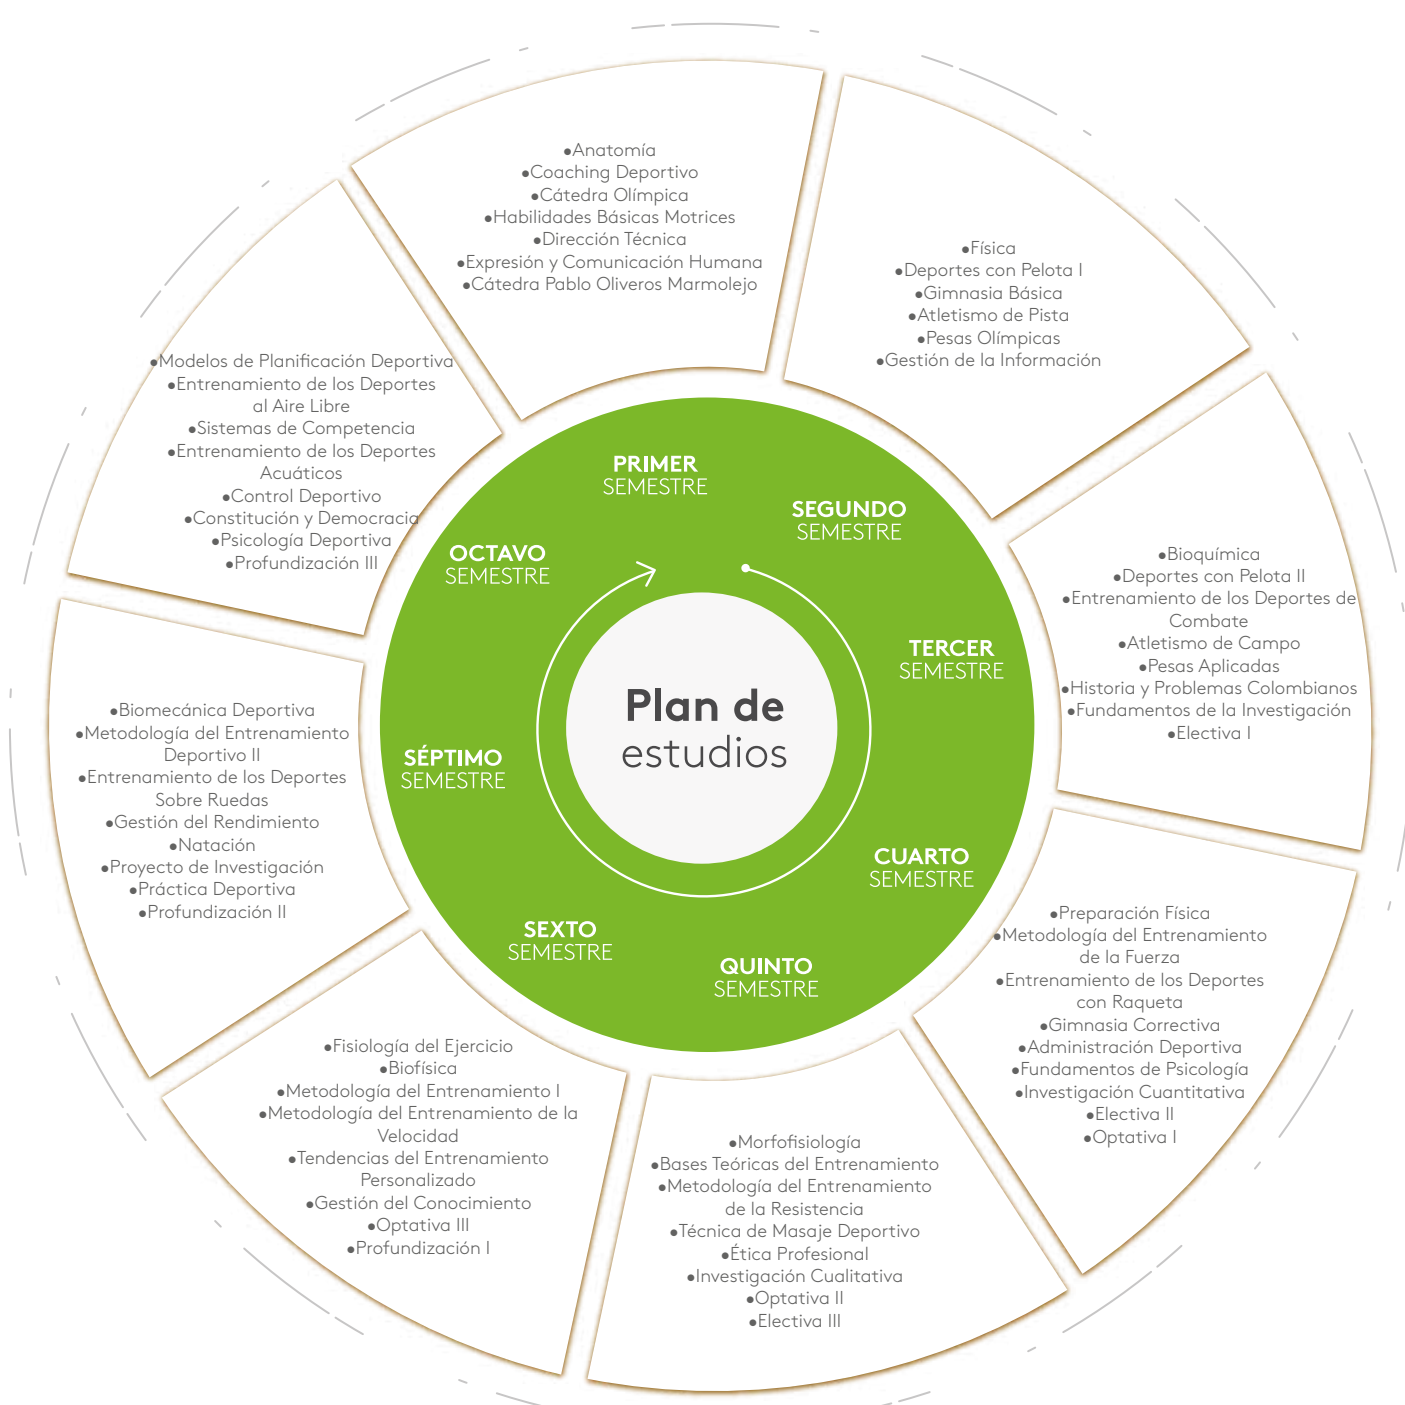 Plan de
estudios
PRIMER
SEMESTRE
●Anatomía
●Coaching Deportivo
●Cátedra Olímpica
●Habilidades Básicas Motrices
●Dirección Técnica
●Expresión y Comunicación Humana
●Cátedra Pablo Oliveros Marmolejo
SEGUNDO
SEMESTRE
●Física
●Deportes con Pelota I
●Gimnasia Básica
●Atletismo de Pista
●Pesas Olímpicas
●Gestión de la Información
TERCER
SEMESTRE
●Bioquímica
●Deportes con Pelota II
●Entrenamiento de los Deportes de
Combate
●Atletismo de Campo
●Pesas Aplicadas
●Historia y Problemas Colombianos
●Fundamentos de la Investigación
●Electiva I
CUARTO
SEMESTRE
●Preparación Física
●Metodología del Entrenamiento
de la Fuerza
●Entrenamiento de los Deportes
con Raqueta
●Gimnasia Correctiva
●Administración Deportiva
●Fundamentos de Psicología
●Investigación Cuantitativa
●Electiva II
●Optativa I
QUINTO
SEMESTRE
●Morfofisiología
●Bases Teóricas del Entrenamiento
●Metodología del Entrenamiento
de la Resistencia
●Técnica de Masaje Deportivo
●Ética Profesional
●Investigación Cualitativa
●Optativa II
●Electiva III
SEXTO
SEMESTRE
●Fisiología del Ejercicio
●Biofísica
●Metodología del Entrenamiento I
●Metodología del Entrenamiento de la
Velocidad
●Tendencias del Entrenamiento
Personalizado
●Gestión del Conocimiento
●Optativa III
●Profundización I
SÉPTIMO
SEMESTRE
●Biomecánica Deportiva
●Metodología del Entrenamiento
Deportivo II
●Entrenamiento de los Deportes
Sobre Ruedas
●Gestión del Rendimiento
●Natación
●Proyecto de Investigación
●Práctica Deportiva
●Profundización II
OCTAVO
SEMESTRE
●Modelos de Planificación Deportiva
●Entrenamiento de los Deportes
al Aire Libre
●Sistemas de Competencia
●Entrenamiento de los Deportes
Acuáticos
●Control Deportivo
●Constitución y Democracia
●Psicología Deportiva
●Profundización III